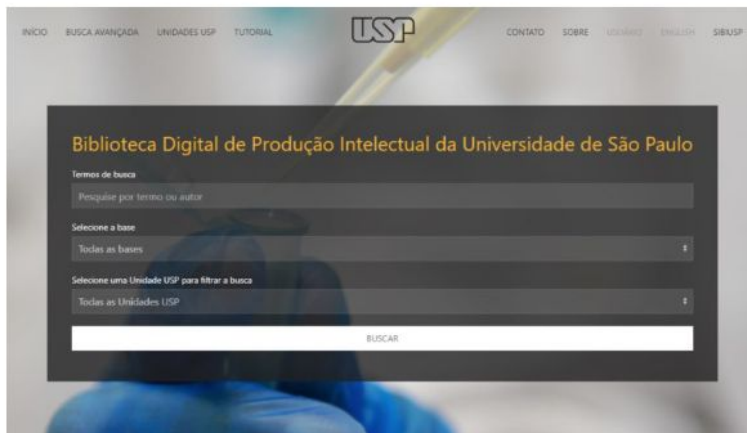 INÍCIO BUSCA AVANÇADA UNIDADES USP TUTORIAL USP CONTATO SOBRE USUÁRIO ENGLISH SIBIUSP
Biblioteca Digital de Produção Intelectual da Universidade de São Paulo
Termos de busca
Pesquise por termo ou autor
Selecione a base
Todas as bases
Selecione uma Unidade USP para filtrar a busca
Todas as Unidades USP
BUSCAR